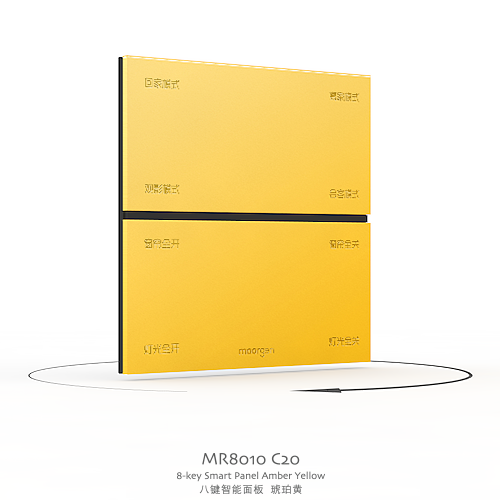 回家模式
离家模式
观影模式
会客模式
窗帘全开
窗帘全关
灯光全开
moorgen
灯光全关
MR8010 C20
8-key Smart Panel Amber Yellow
八键智能面板 琥珀黄